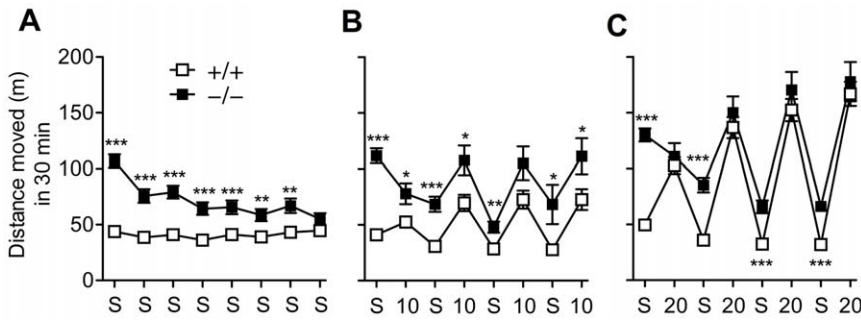 A
B
C
Distance moved (m)
in 30 min
200
150
100
50
0
+/+
−/−
*** *** *** *** *** ** **
*** * *** * ** * *
*** *** *** ***
S S S S S S S S
S 10 S 10 S 10 S 10
S 20 S 20 S 20 S 20